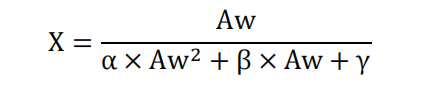 X = Aw / (α × Aw² + β × Aw + γ)